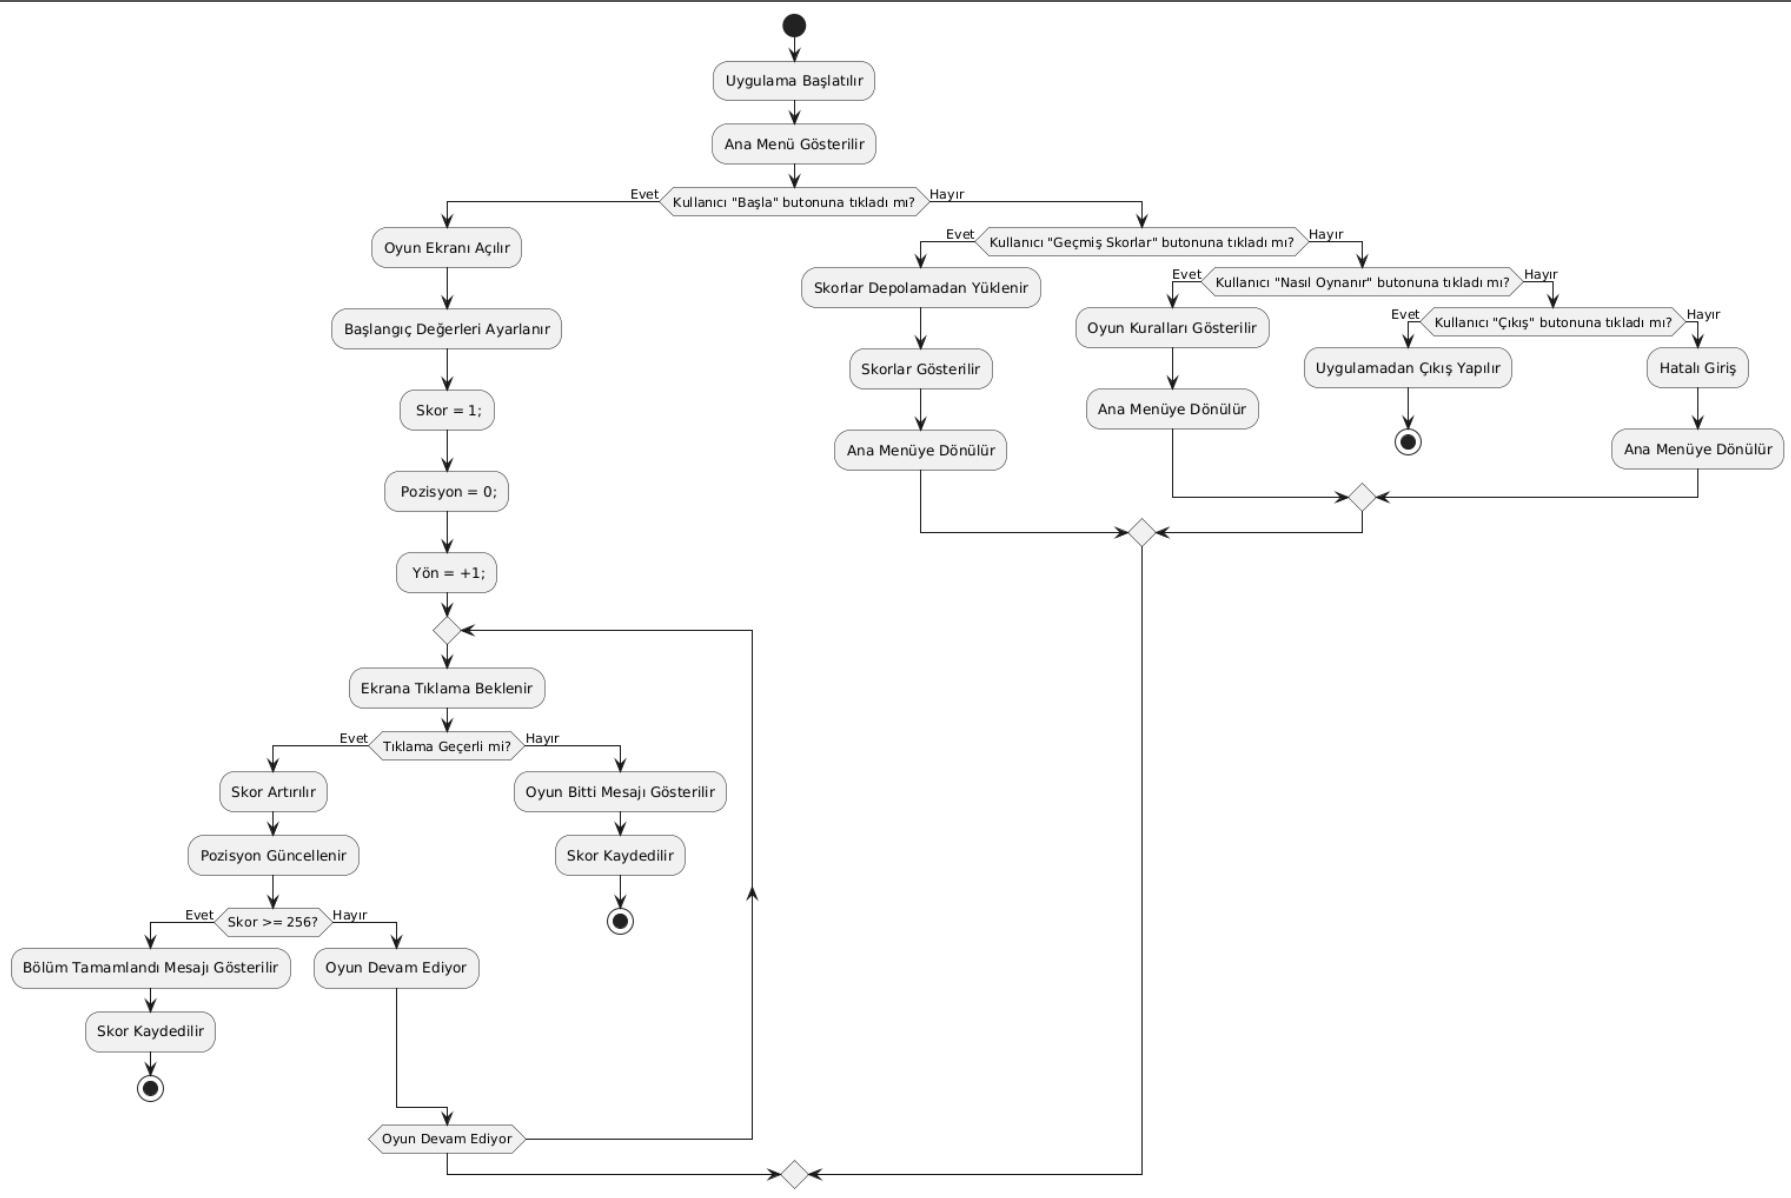 Uygulama Başlatılır
Ana Menü Gösterilir
Evet
Kullanıcı "Başla" butonuna tıkladı mı?
Hayır
Oyun Ekranı Açılır
Başlangıç Değerleri Ayarlanır
Skor = 1;
Pozisyon = 0;
Yön = +1;
Ekrana Tıklama Beklenir
Evet
Tıklama Geçerli mi?
Hayır
Skor Artırılır
Pozisyon Güncellenir
Evet
Skor >= 256?
Hayır
Bölüm Tamamlandı Mesajı Gösterilir
Skor Kaydedilir
Oyun Devam Ediyor
Oyun Bitti Mesajı Gösterilir
Skor Kaydedilir
Oyun Devam Ediyor
Evet
Kullanıcı "Geçmiş Skorlar" butonuna tıkladı mı?
Hayır
Skorlar Depolamadan Yüklenir
Skorlar Gösterilir
Ana Menüye Dönülür
Evet
Kullanıcı "Nasıl Oynanır" butonuna tıkladı mı?
Hayır
Oyun Kuralları Gösterilir
Ana Menüye Dönülür
Evet
Kullanıcı "Çıkış" butonuna tıkladı mı?
Hayır
Uygulamadan Çıkış Yapılır
Hatalı Giriş
Ana Menüye Dönülür